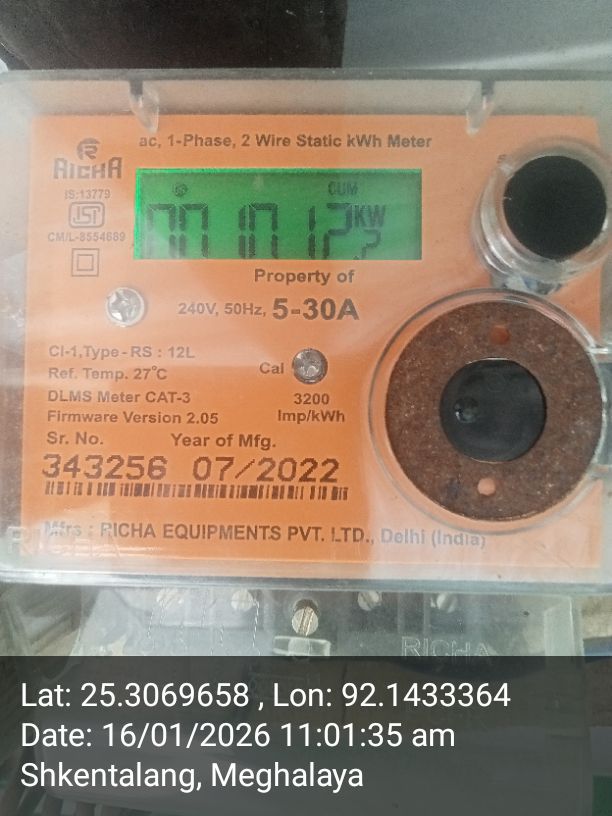 ac, 1-Phase, 2 Wire Static kWh Meter
RICHA
IS:13779
ISI
CM/L-8554689
CUM
KW
Property of
240V, 50Hz, 5-30A
Cl-1,Type-RS : 12L
Ref. Temp. 27°C
DLMS Meter CAT-3
Firmware Version 2.05
Cal
3200
Imp/kWh
Sr. No. Year of Mfg.
343256 07/2022
Mfrs : RICHA EQUIPMENTS PVT. LTD., Delhi (India)
RICHA
RICHA
Lat: 25.3069658 , Lon: 92.1433364
Date: 16/01/2026 11:01:35 am
Shkentalang, Meghalaya